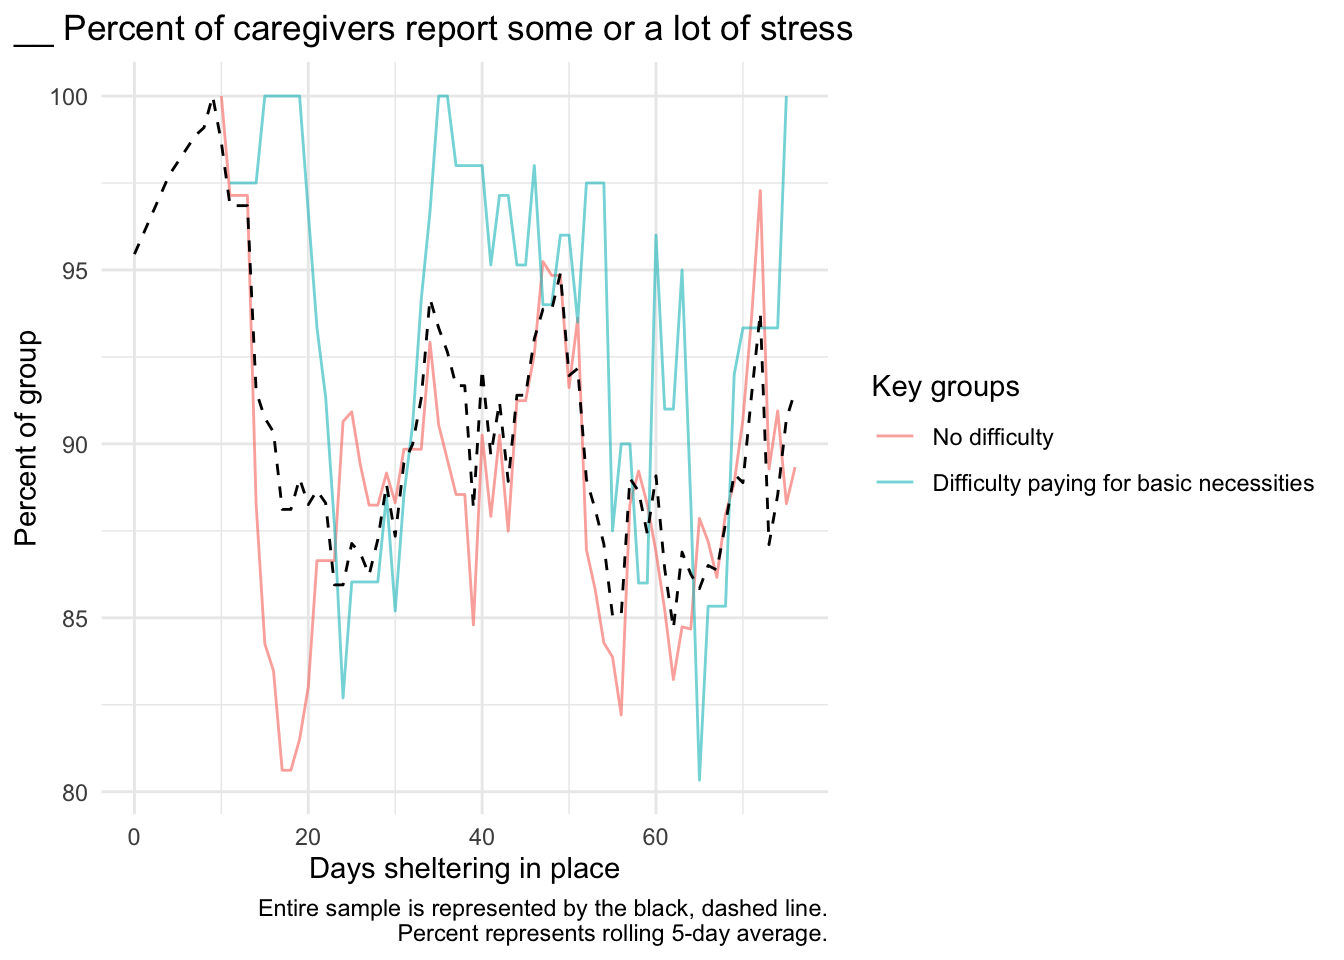 __ Percent of caregivers report some or a lot of stress
Percent of group
100
95
90
85
80
0 20 40 60
Days sheltering in place
Key groups
No difficulty
Difficulty paying for basic necessities
Entire sample is represented by the black, dashed line.
Percent represents rolling 5-day average.